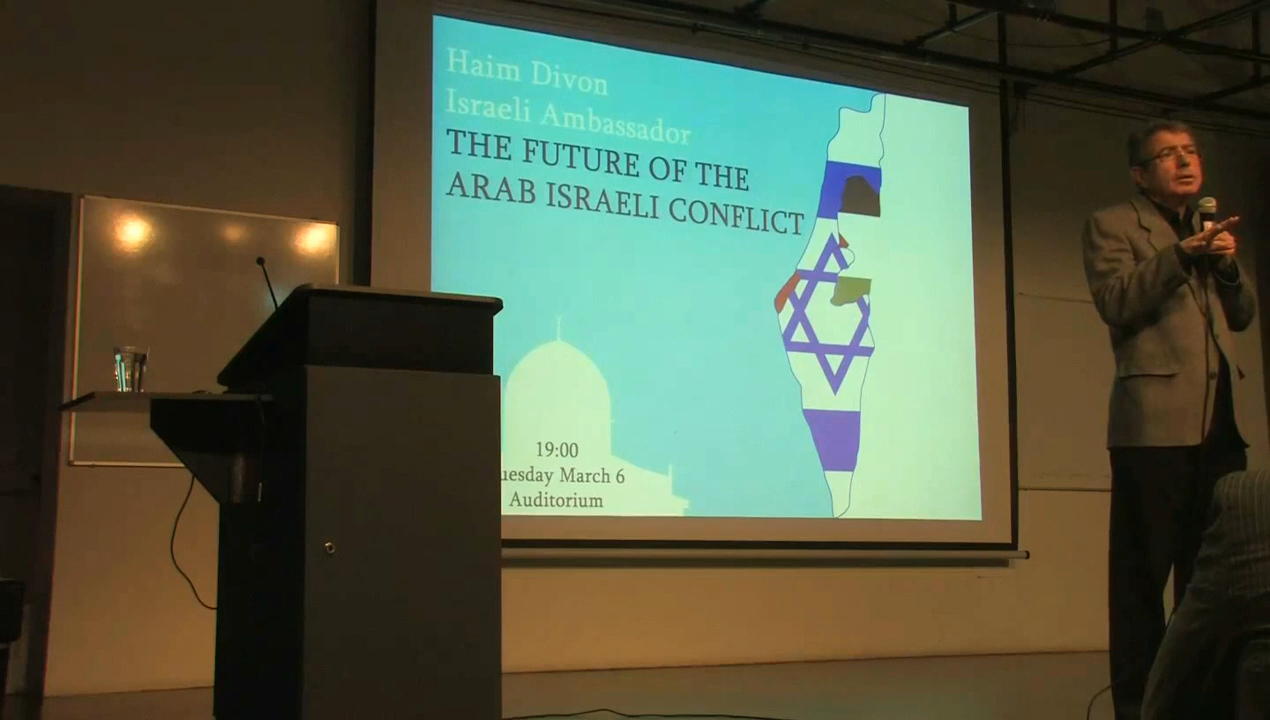 Haim Divon
Israeli Ambassador
THE FUTURE OF THE
ARAB ISRAELI CONFLICT
19:00
uesday March 6
Auditorium